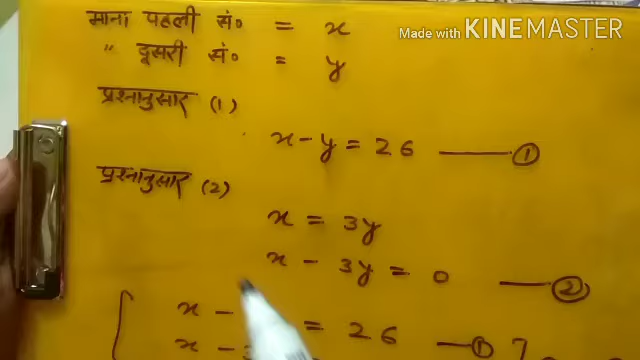 Made with KINEMASTER
माना पहली सं० = x
" दूसरी सं० = y
प्रश्नानुसार (1)
x - y = 26 —— ①
प्रश्नानुसार (2)
x = 3y
x - 3y = 0 —— ②
x - = 26 —— ①
x -